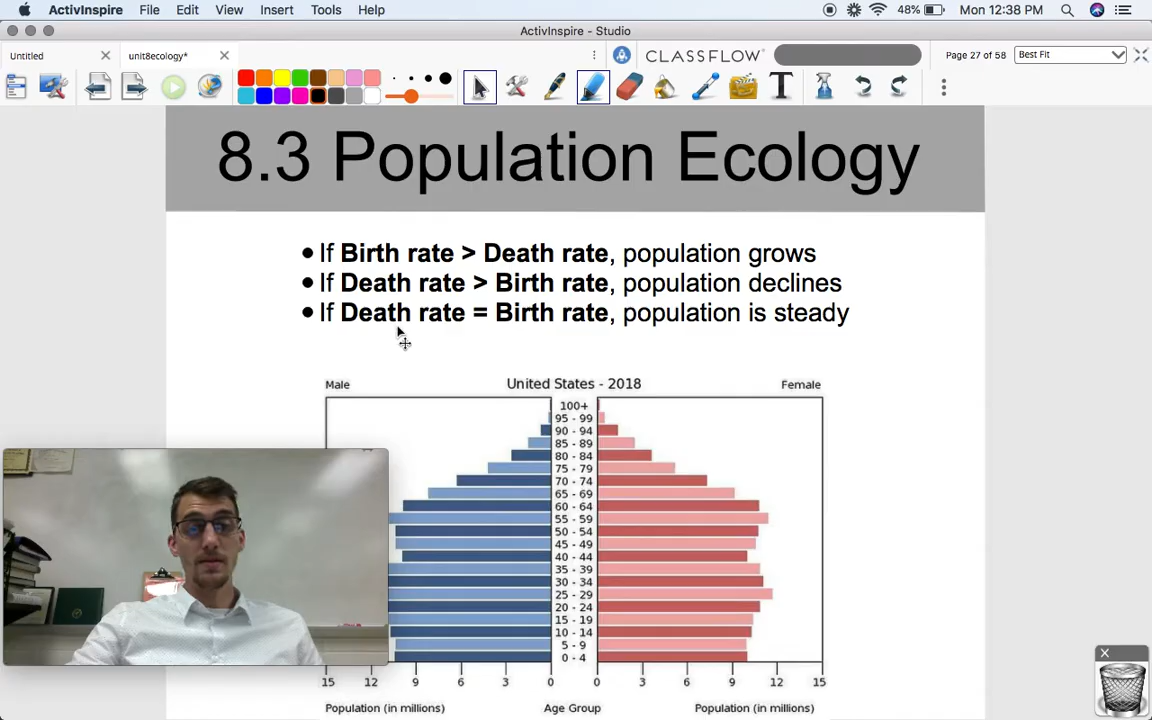 ActivInspire File Edit View Insert Tools Help 48% Mon 12:38 PM
ActivInspire - Studio
Untitled unit8ecology* CLASSFLOW Page 27 of 58 Best Fit
T
8.3 Population Ecology
• If Birth rate > Death rate, population grows
• If Death rate > Birth rate, population declines
• If Death rate = Birth rate, population is steady
Male United States - 2018 Female
100+
95 - 99
90 - 94
85 - 89
80 - 84
75 - 79
70 - 74
65 - 69
60 - 64
55 - 59
50 - 54
45 - 49
40 - 44
35 - 39
30 - 34
25 - 29
20 - 24
15 - 19
10 - 14
5 - 9
0 - 4
15 12 9 6 3 0 0 3 6 9 12 15
Population (in millions) Age Group Population (in millions)
X